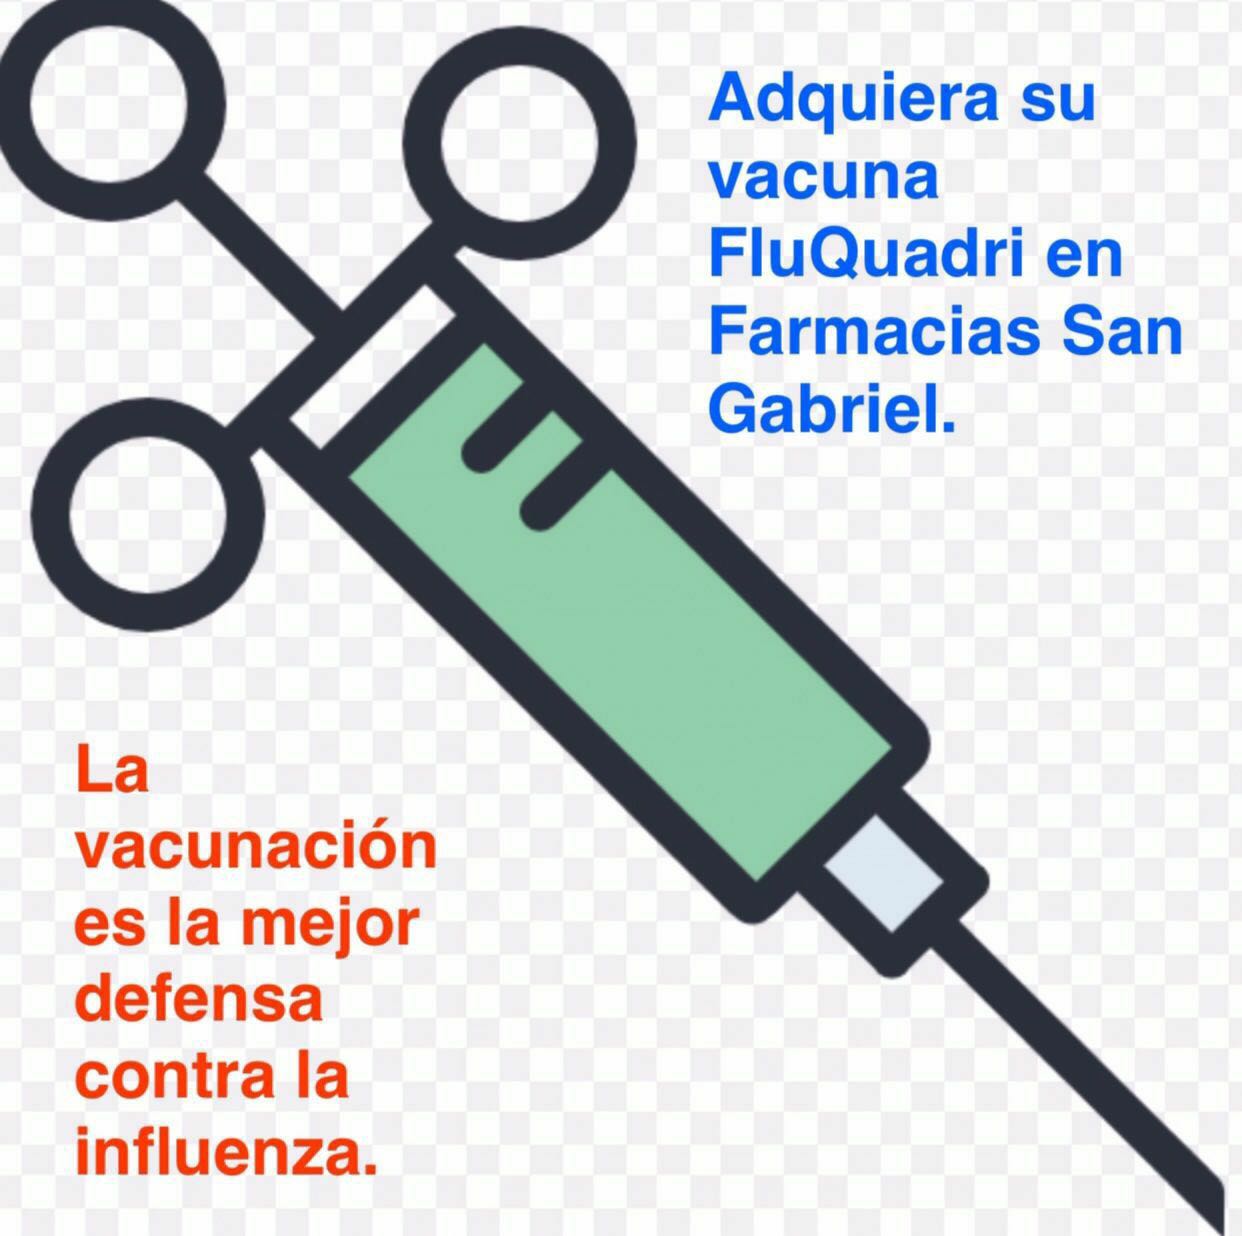 Adquiera su
vacuna
FluQuadri en
Farmacias San
Gabriel.
La
vacunación
es la mejor
defensa
contra la
influenza.